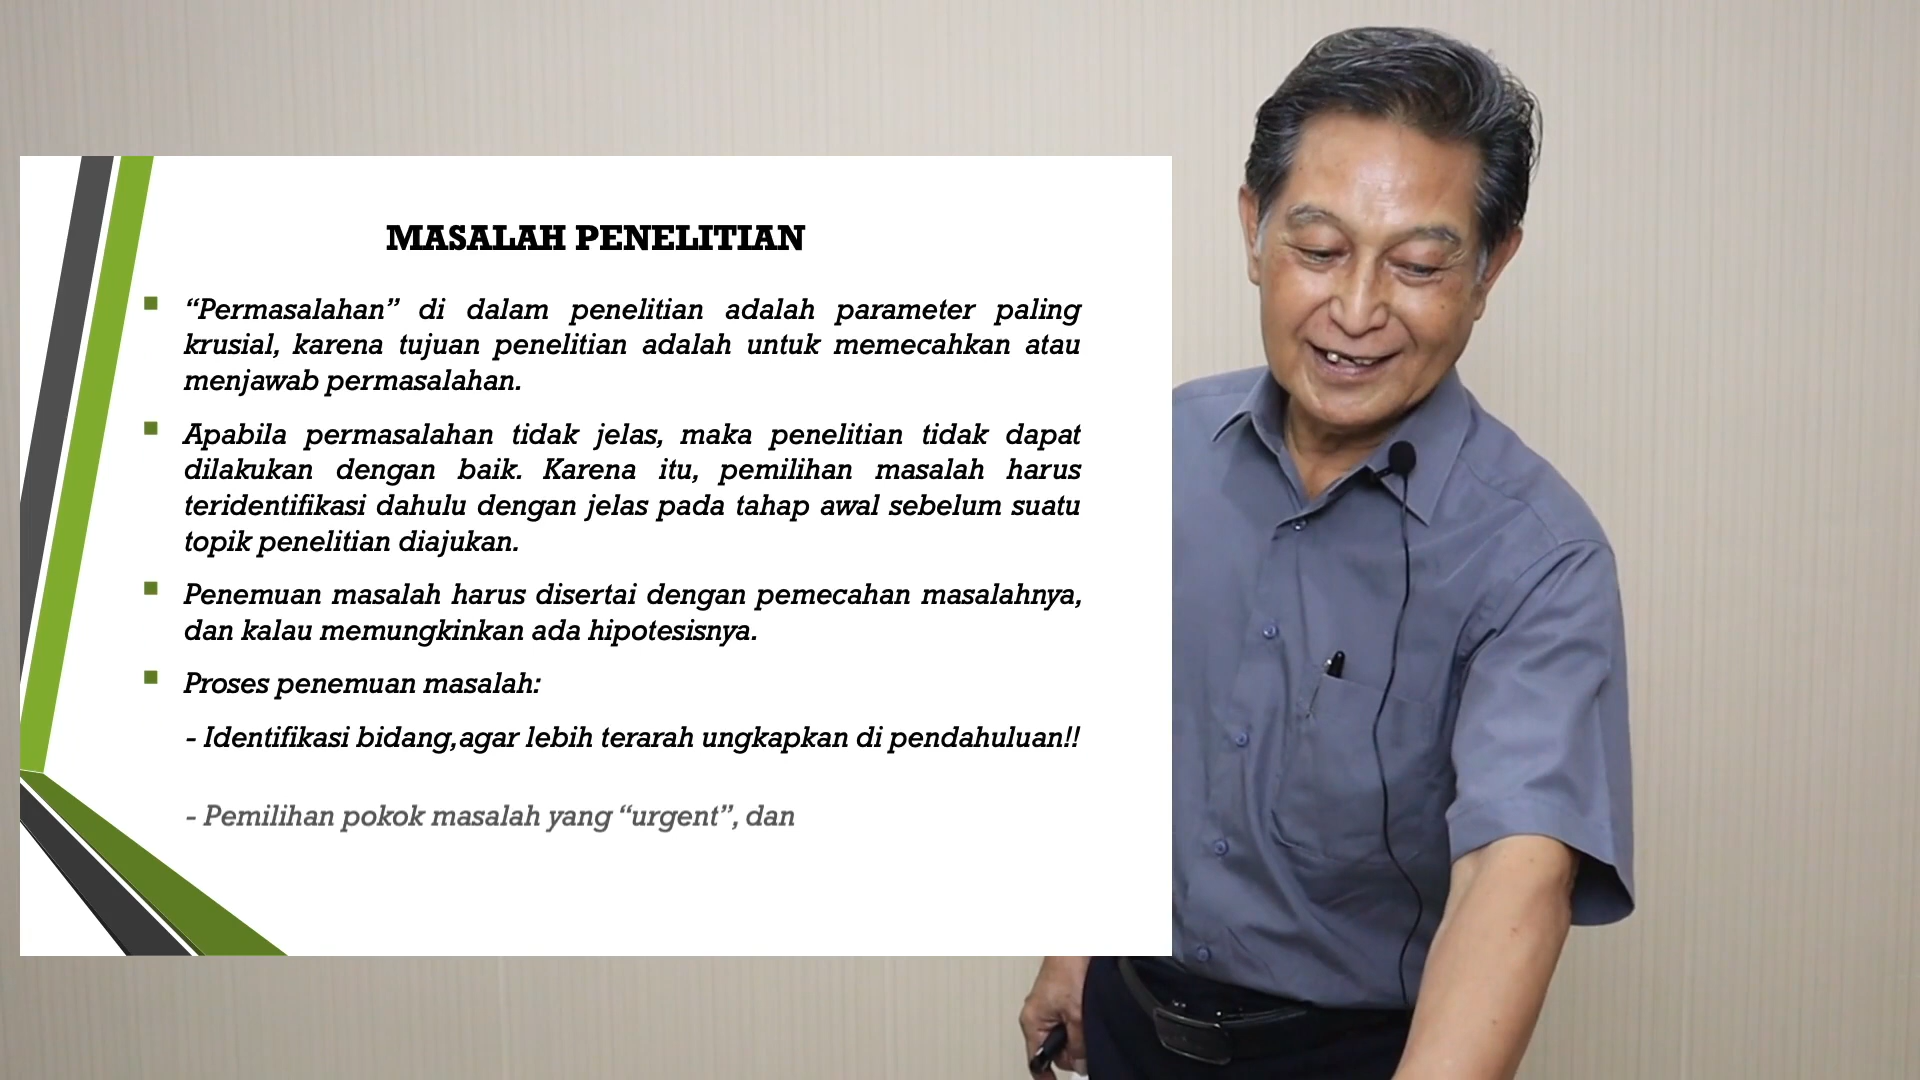 MASALAH PENELITIAN
“Permasalahan” di dalam penelitian adalah parameter paling
krusial, karena tujuan penelitian adalah untuk memecahkan atau
menjawab permasalahan.
Apabila permasalahan tidak jelas, maka penelitian tidak dapat
dilakukan dengan baik. Karena itu, pemilihan masalah harus
teridentifikasi dahulu dengan jelas pada tahap awal sebelum suatu
topik penelitian diajukan.
Penemuan masalah harus disertai dengan pemecahan masalahnya,
dan kalau memungkinkan ada hipotesisnya.
Proses penemuan masalah:
- Identifikasi bidang,agar lebih terarah ungkapkan di pendahuluan!!
- Pemilihan pokok masalah yang “urgent”, dan